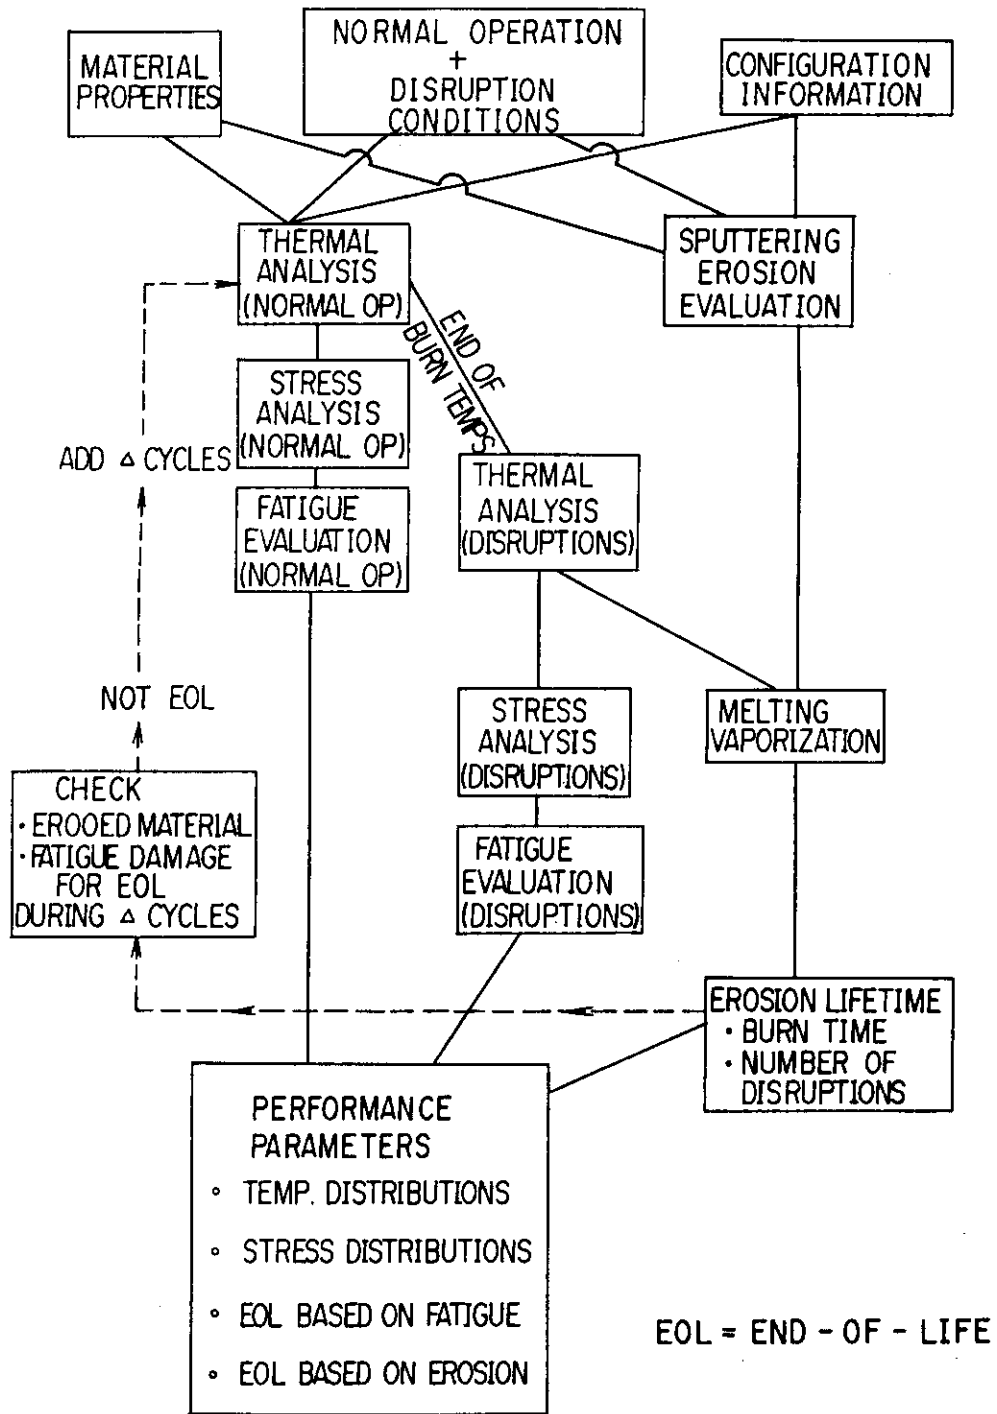 MATERIAL
PROPERTIES
NORMAL OPERATION
+
DISRUPTION
CONDITIONS
CONFIGURATION
INFORMATION
THERMAL
ANALYSIS
(NORMAL OP)
SPUTTERING
EROSION
EVALUATION
END OF
BURN TEMPS
STRESS
ANALYSIS
(NORMAL OP)
ADD Δ CYCLES
FATIGUE
EVALUATION
(NORMAL OP)
THERMAL
ANALYSIS
(DISRUPTIONS)
NOT EOL
STRESS
ANALYSIS
(DISRUPTIONS)
MELTING
VAPORIZATION
CHECK
· EROOED MATERIAL
· FATIGUE DAMAGE
FOR EOL
DURING Δ CYCLES
FATIGUE
EVALUATION
(DISRUPTIONS)
EROSION LIFETIME
· BURN TIME
· NUMBER OF
DISRUPTIONS
PERFORMANCE
PARAMETERS
∘ TEMP. DISTRIBUTIONS
∘ STRESS DISTRIBUTIONS
∘ EOL BASED ON FATIGUE
∘ EOL BASED ON EROSION
EOL = END - OF - LIFE